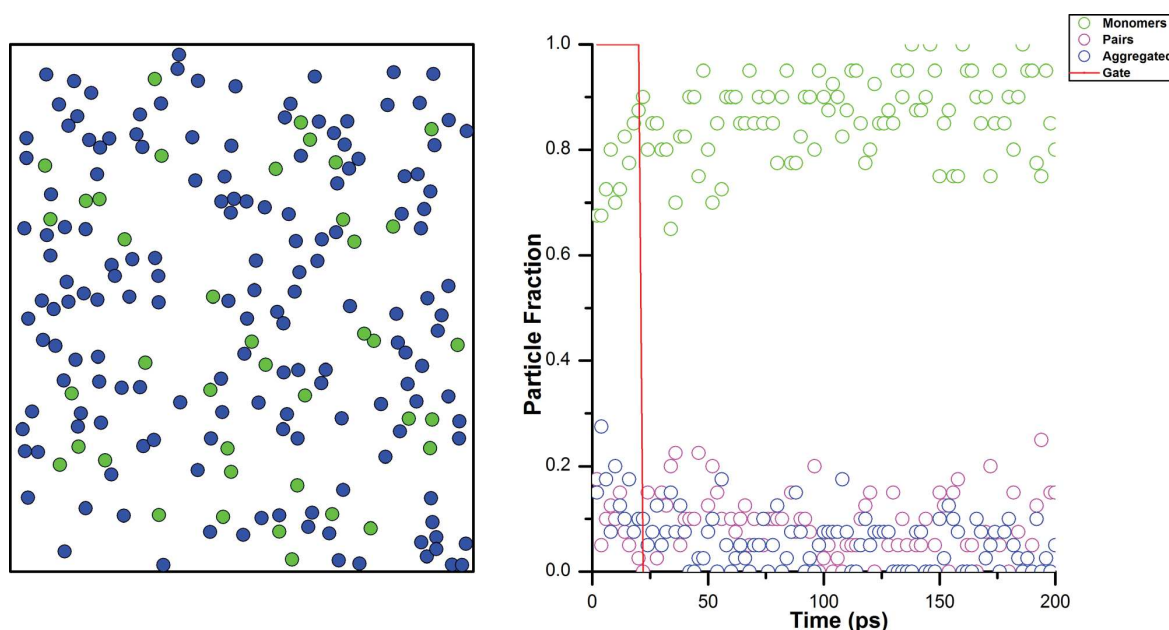 Monomers
Pairs
Aggregated
Gate
1.0
0.8
0.6
0.4
0.2
0.0
Particle Fraction
0 50 100 150 200
Time (ps)